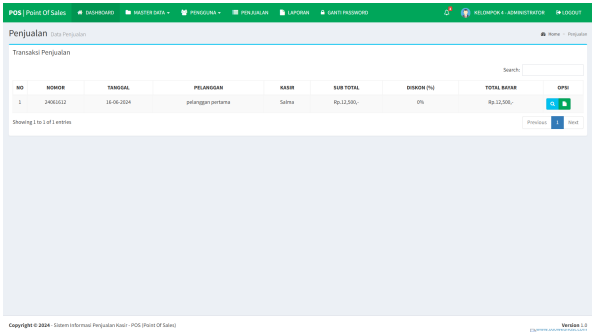 POS | Point Of Sales DASHBOARD MASTER DATA PENGGUNA PENJUALAN LAPORAN GANTI PASSWORD KELOMPOK 4 - ADMINISTRATOR LOGOUT
Penjualan Data Penjualan Home Penjualan
Transaksi Penjualan
Search:
NO NOMOR TANGGAL PELANGGAN KASIR SUB TOTAL DISKON (%) TOTAL BAYAR OPSI
1 24061612 16-06-2024 pelanggan pertama Salma Rp.12,500,- 0% Rp.12,500,-
Showing 1 to 1 of 1 entries Previous 1 Next
Copyright © 2024 - Sistem Informasi Penjualan Kasir - POS (Point Of Sales) Version 1.0